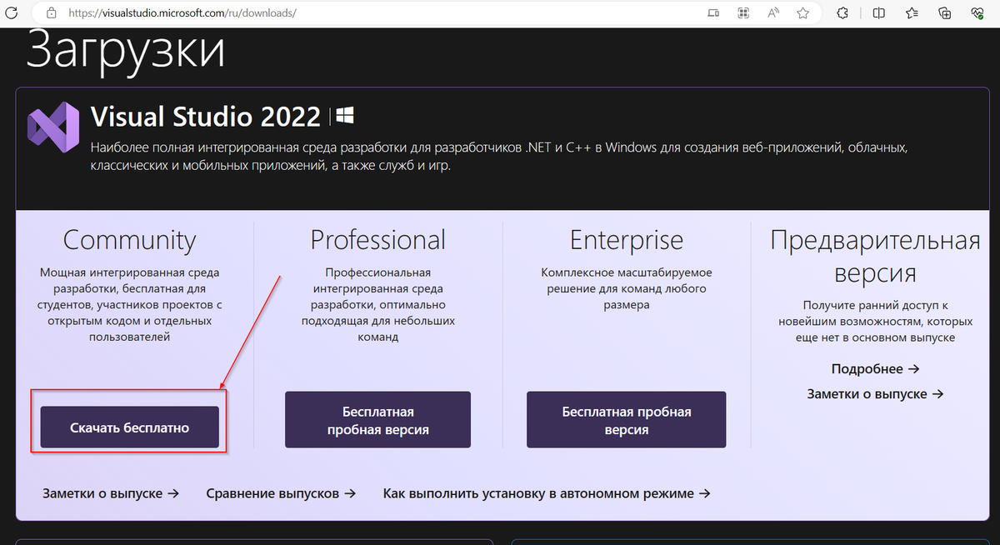 https://visualstudio.microsoft.com/ru/downloads/
Загрузки
Visual Studio 2022
Наиболее полная интегрированная среда разработки для разработчиков .NET и C++ в Windows для создания веб-приложений, облачных,
классических и мобильных приложений, а также служб и игр.
Community
Мощная интегрированная среда
разработки, бесплатная для
студентов, участников проектов с
открытым кодом и отдельных
пользователей
Скачать бесплатно
Professional
Профессиональная
интегрированная среда
разработки, оптимально
подходящая для небольших
команд
Бесплатная
пробная версия
Enterprise
Комплексное масштабируемое
решение для команд любого
размера
Бесплатная пробная
версия
Предварительная
версия
Получите ранний доступ к
новейшим возможностям, которых
еще нет в основном выпуске
Подробнее →
Заметки о выпуске →
Заметки о выпуске →
Сравнение выпусков →
Как выполнить установку в автономном режиме →